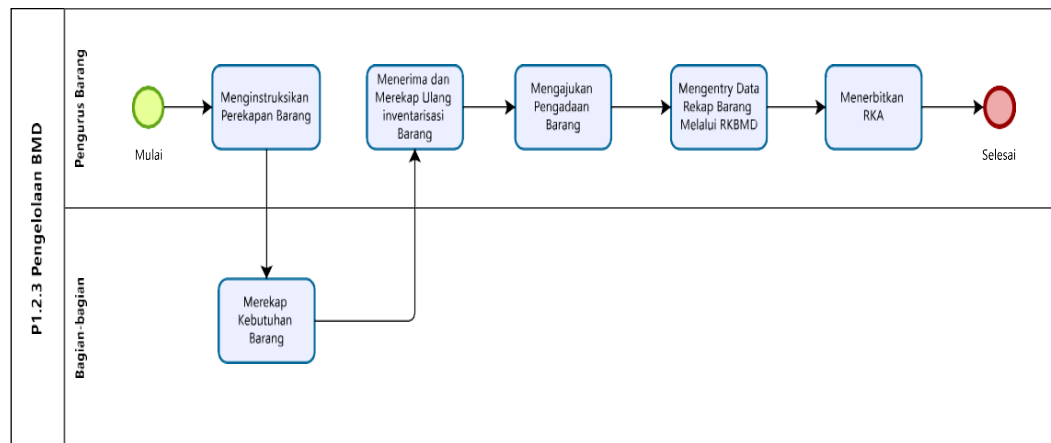 P1.2.3 Pengelolaan BMD
Pengurus Barang
Mulai
Menginstruksikan
Perekapan Barang
Menerima dan
Merekap Ulang
inventarisasi
Barang
Mengajukan
Pengadaan
Barang
Mengentry Data
Rekap Barang
Melalui RKBMD
Menerbitkan
RKA
Selesai
Bagian-bagian
Merekap
Kebutuhan
Barang